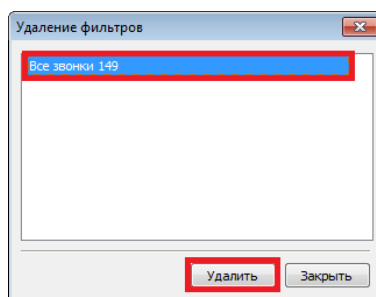 Удаление фильтров
Все звонки 149
Удалить
Закрыть